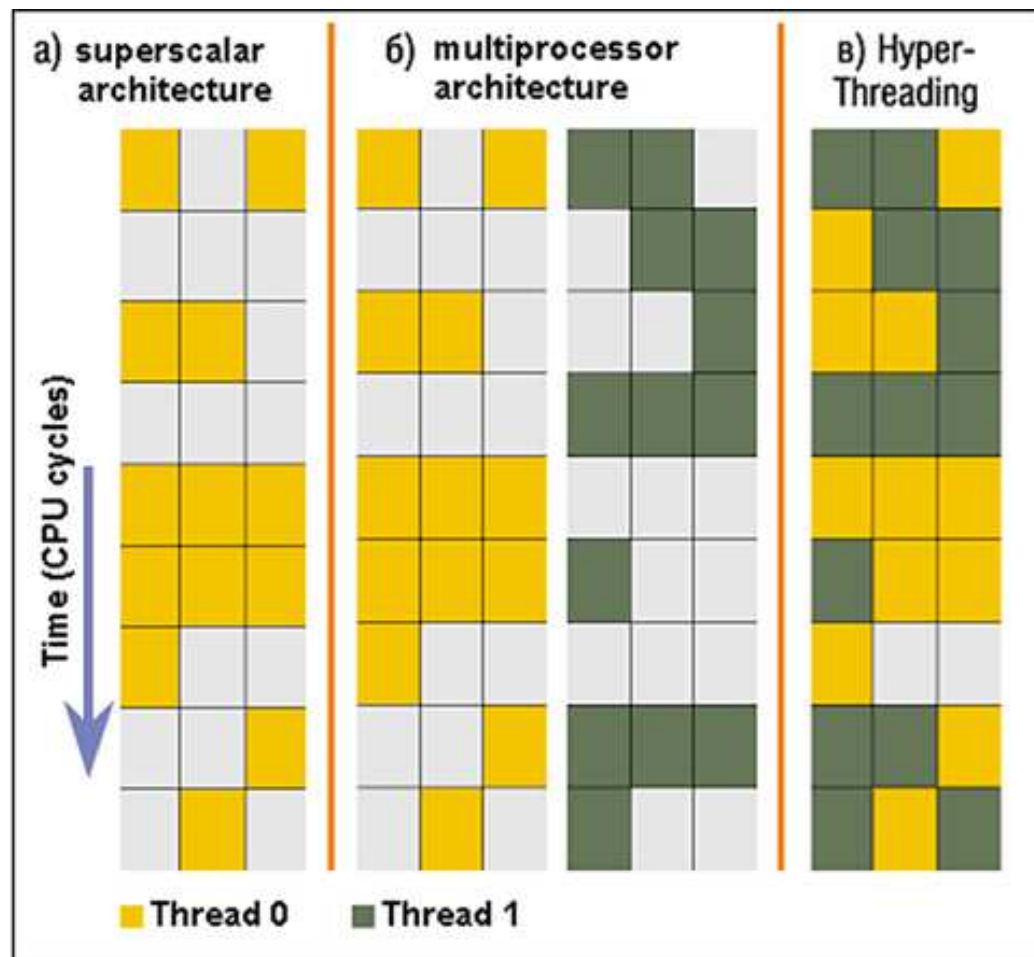 а) superscalar
architecture
б) multiprocessor
architecture
в) Hyper-
Threading
Time (CPU cycles)
Thread 0
Thread 1